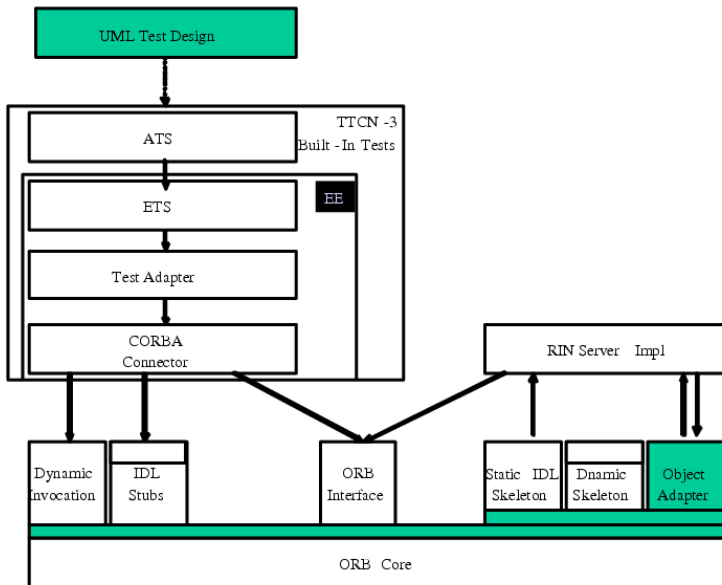 UML Test Design
TTCN -3
Built -In Tests
ATS
EE
ETS
Test Adapter
CORBA
Connector
RIN Server Impl
Dynamic
Invocation
IDL
Stubs
ORB
Interface
Static IDL
Skeleton
Dnamic
Skeleton
Object
Adapter
ORB Core